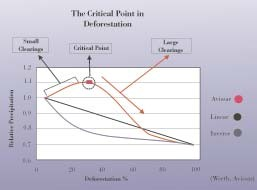 The Critical Point in
Deforestation
Small
Clearings
Critical Point
Large
Clearings
1.2
1.1
1.0
0.9
0.8
0.7
0.6
Relative Precipitation
0
20
40
60
80
100
Deforestation %
Avissar
Linear
Inverse
(Werth, Avissar)